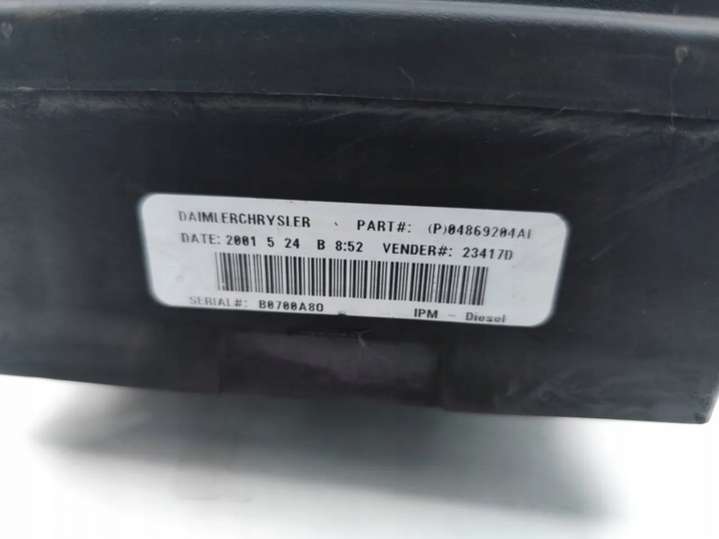 DAIMLERCHRYSLER PART#: (P)04869204AI
DATE: 2001 5 24 B 8:52 VENDER#: 23417D
SERIAL#: B0700A80 IPM - Diesel